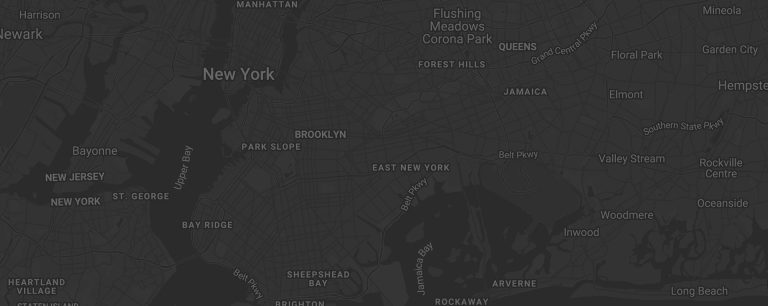 MANHATTAN
Harrison
Flushing
Meadows
Corona Park
Mineola
Newark
QUEENS
Grand Central Pkwy
Garden City
Floral Park
FOREST HILLS
New York
Hempste
JAMAICA
Elmont
Southern State Pkwy
BROOKLYN
PARK SLOPE
Bayonne
Upper Bay
Belt Pkwy
Valley Stream
EAST NEW YORK
Rockville
Centre
NEW JERSEY
NEW YORK
ST. GEORGE
Belt Pkwy
Oceanside
Woodmere
BAY RIDGE
Inwood
Jamaica Bay
SHEEPSHEAD
BAY
Belt Pkwy
HEARTLAND
VILLAGE
ARVERNE
Long Beach
ROCKAWAY
BRIGHTON
STATEN ISLAND